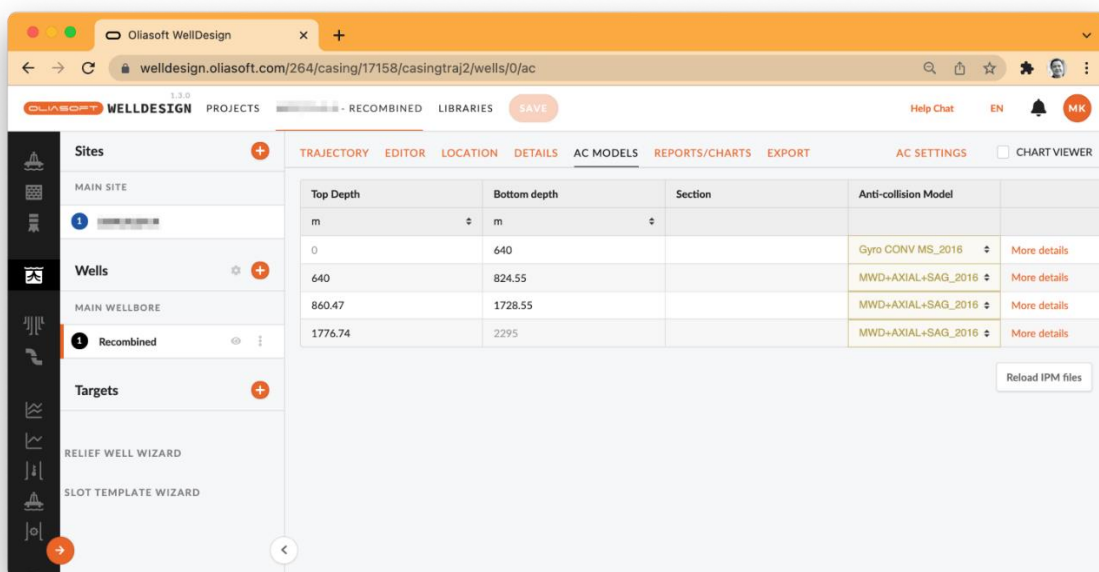 Oliasoft WellDesign
welldesign.oliasoft.com/264/casing/17158/casingtraj2/wells/0/ac
1.3.0
OLIASOFT WELLDESIGN PROJECTS - RECOMBINED LIBRARIES SAVE Help Chat EN MK
Sites
MAIN SITE
1
Wells
MAIN WELLBORE
1 Recombined
Targets
RELIEF WELL WIZARD
SLOT TEMPLATE WIZARD
TRAJECTORY EDITOR LOCATION DETAILS AC MODELS REPORTS/CHARTS EXPORT AC SETTINGS CHART VIEWER
Top Depth Bottom depth Section Anti-collision Model
m m
0 640 Gyro CONV MS_2016 More details
640 824.55 MWD+AXIAL+SAG_2016 More details
860.47 1728.55 MWD+AXIAL+SAG_2016 More details
1776.74 2295 MWD+AXIAL+SAG_2016 More details
Reload IPM files